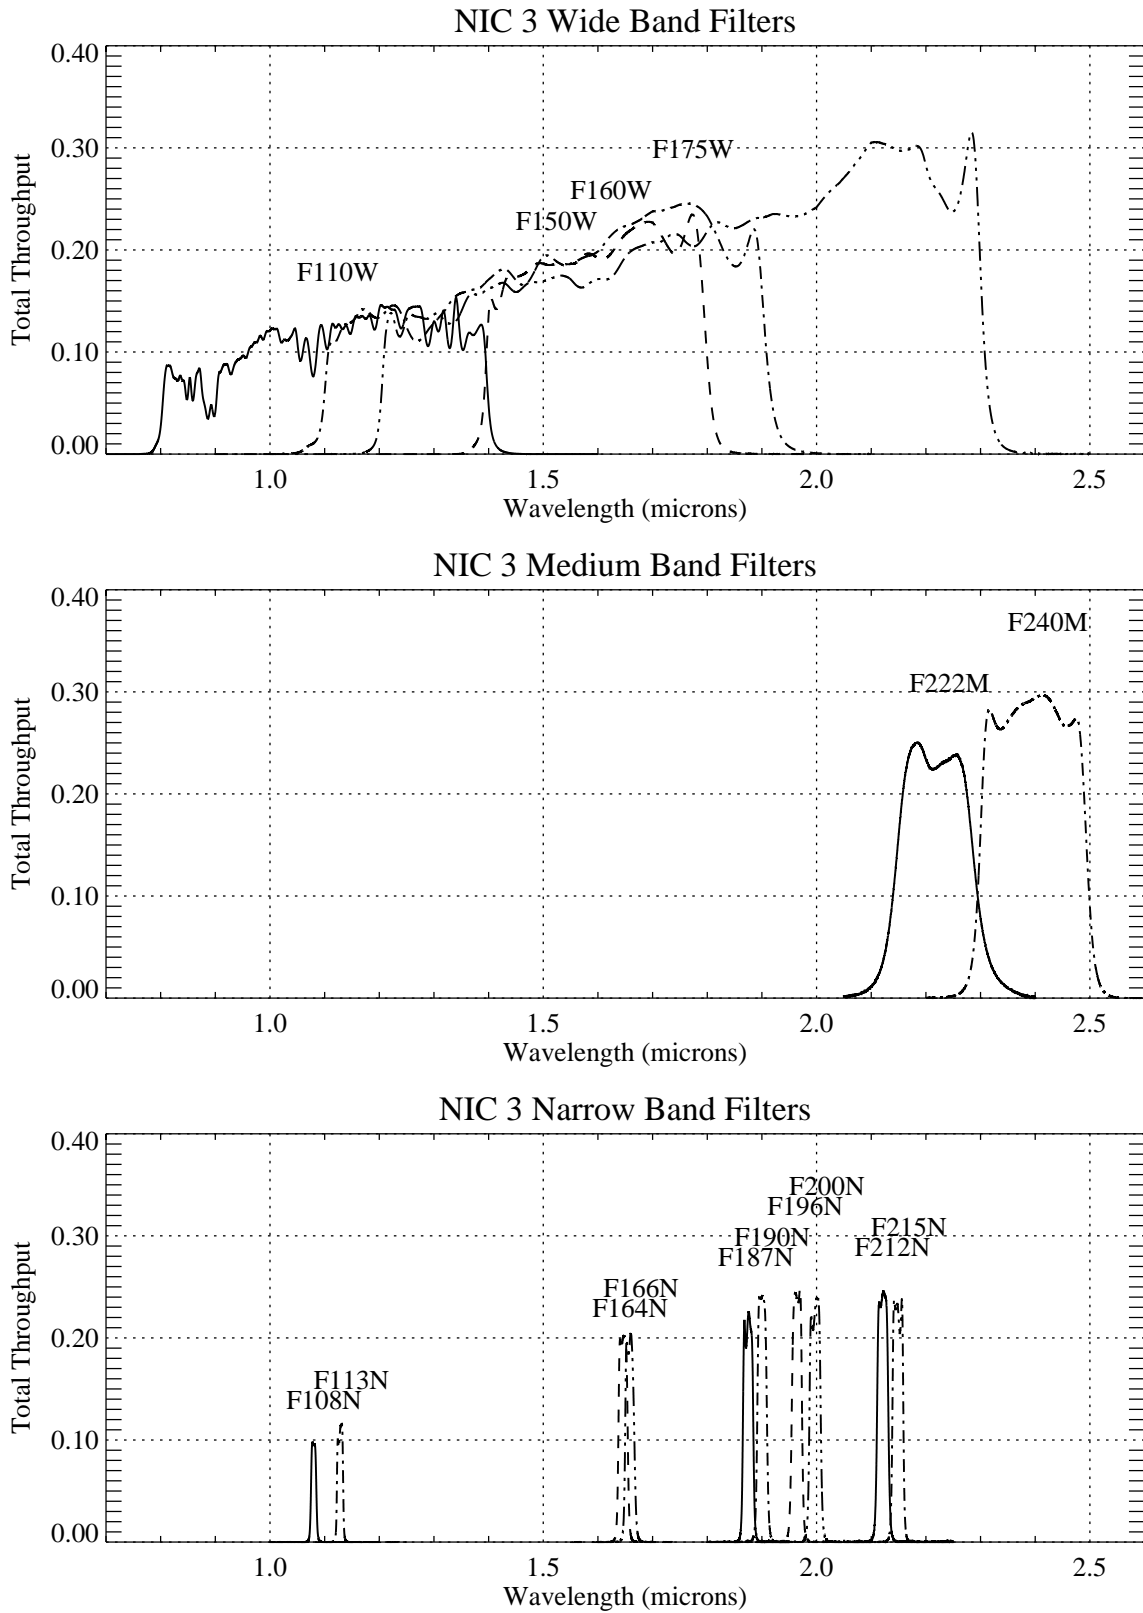 NIC 3 Wide Band Filters
0.40
0.30
0.20
0.10
0.00
Total Throughput
F175W
F160W
F150W
F110W
1.0 1.5 2.0 2.5
Wavelength (microns)
NIC 3 Medium Band Filters
0.40
0.30
0.20
0.10
0.00
Total Throughput
F240M
F222M
1.0 1.5 2.0 2.5
Wavelength (microns)
NIC 3 Narrow Band Filters
0.40
0.30
0.20
0.10
0.00
Total Throughput
F200N
F196N
F215N
F190N
F212N
F187N
F166N
F164N
F113N
F108N
1.0 1.5 2.0 2.5
Wavelength (microns)